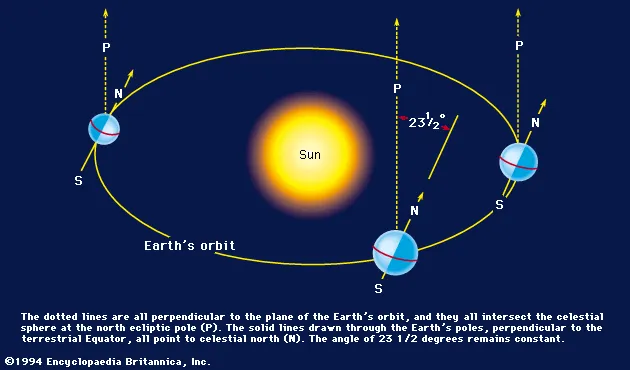 P
P
P
N
23½°
N
Sun
S
N
S
Earth's orbit
S
The dotted lines are all perpendicular to the plane of the Earth's orbit, and they all intersect the celestial
sphere at the north ecliptic pole (P). The solid lines drawn through the Earth's poles, perpendicular to the
terrestrial Equator, all point to celestial north (N). The angle of 23 1/2 degrees remains constant.
©1994 Encyclopaedia Britannica, Inc.